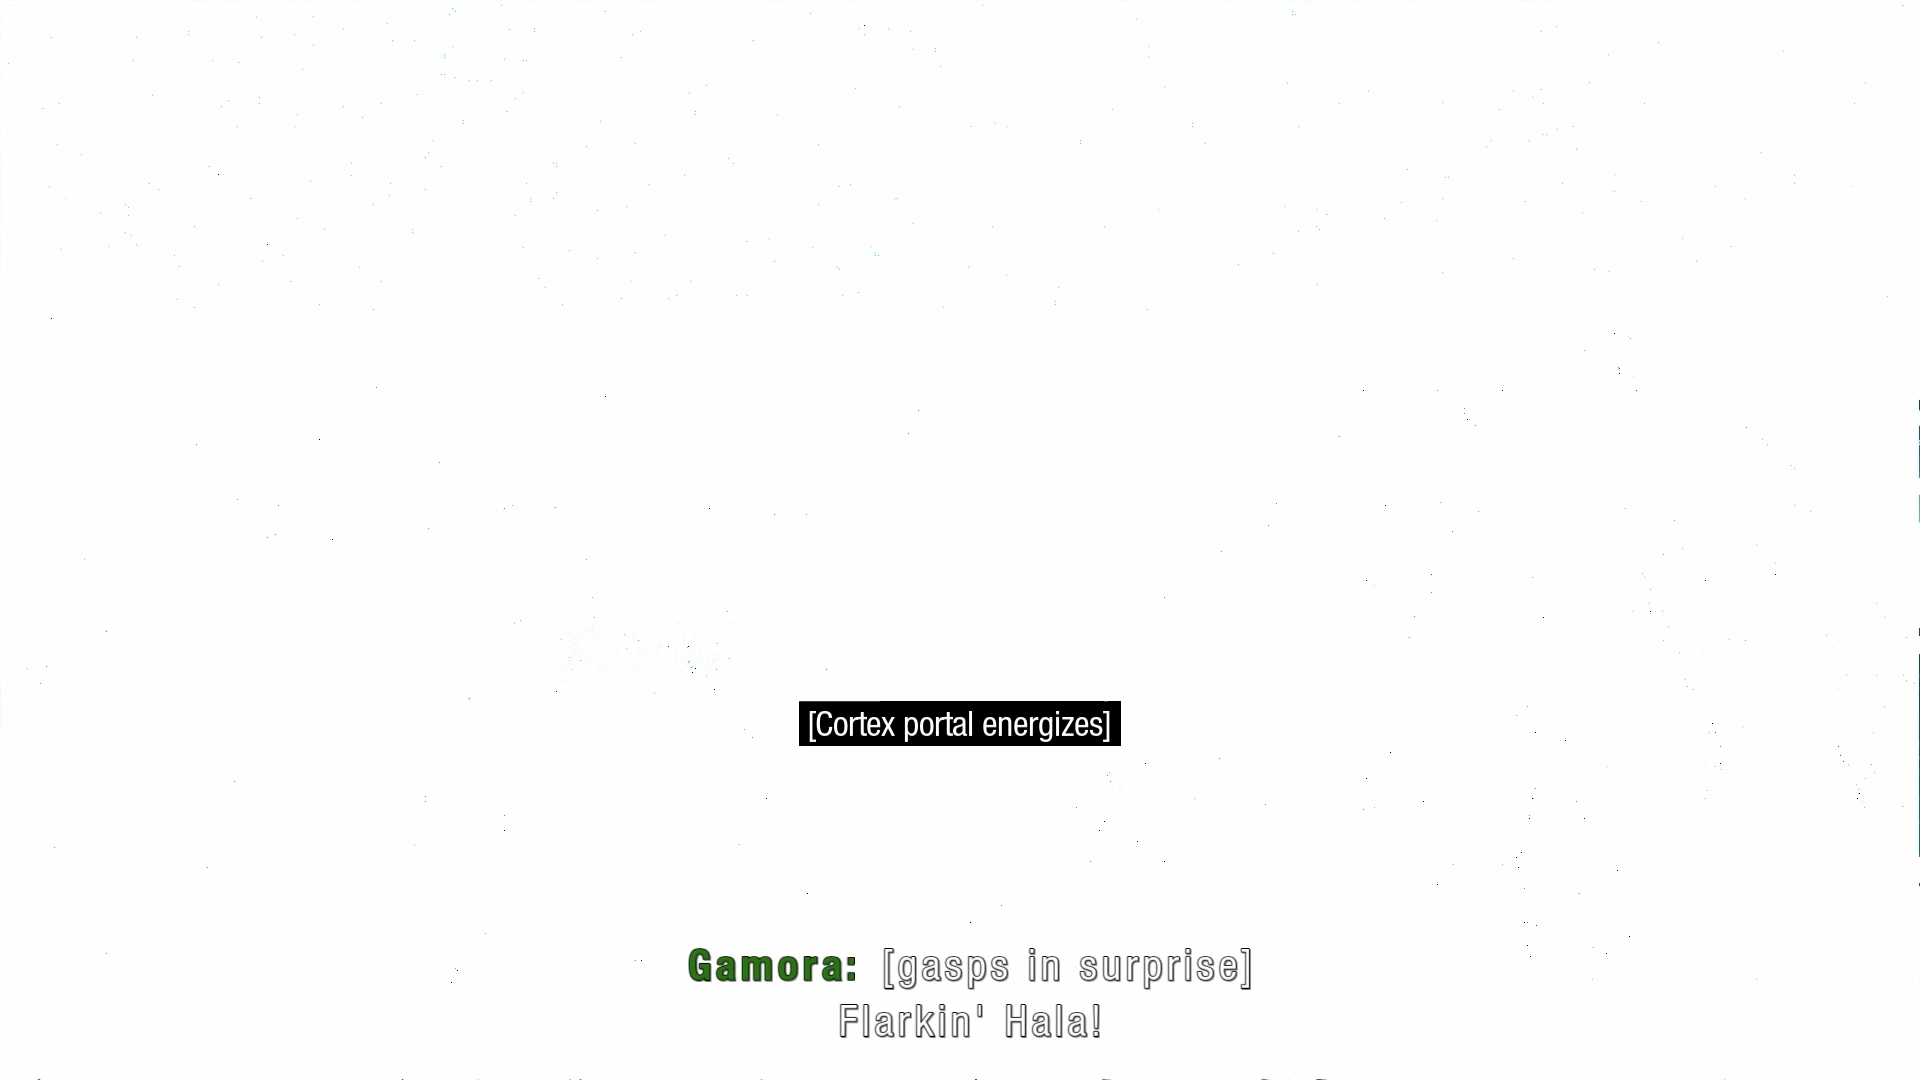 [Cortex portal energizes]
Gamora: [gasps in surprise]
Flarkin' Hala!